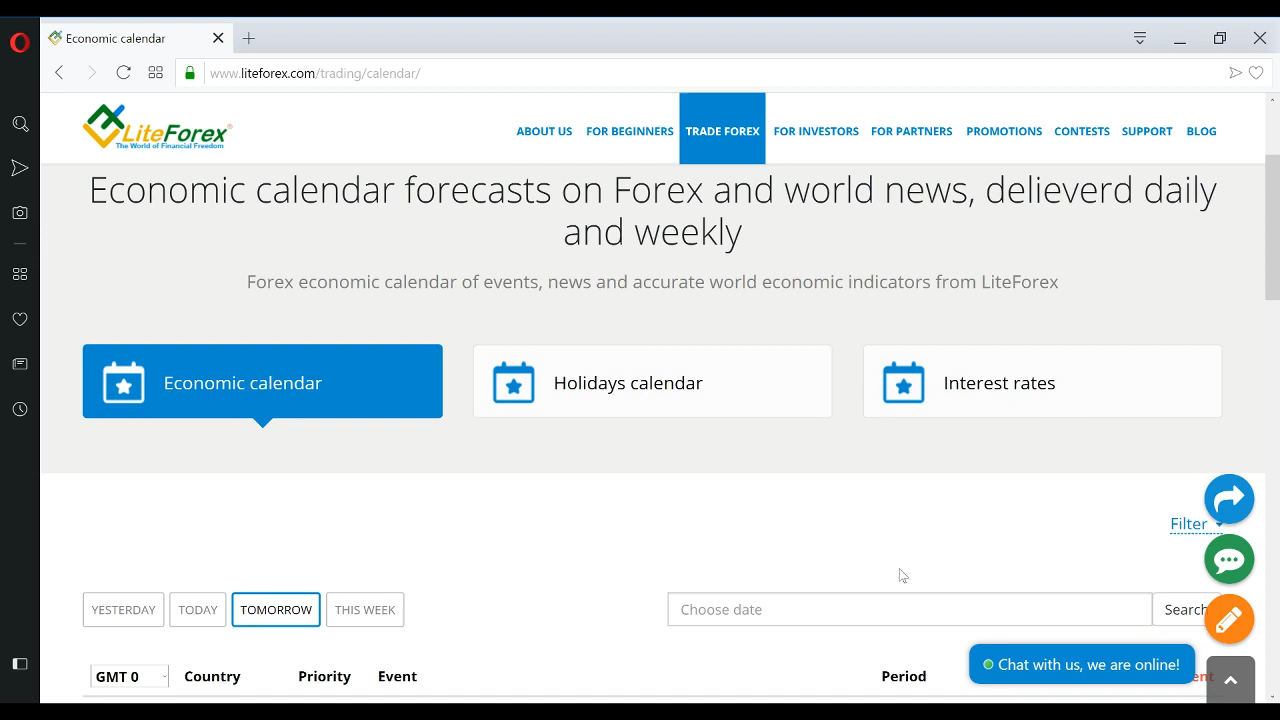 Economic calendar
www.liteforex.com/trading/calendar/
LiteForex
The World of Financial Freedom
ABOUT US FOR BEGINNERS TRADE FOREX FOR INVESTORS FOR PARTNERS PROMOTIONS CONTESTS SUPPORT BLOG
Economic calendar forecasts on Forex and world news, delieverd daily
and weekly
Forex economic calendar of events, news and accurate world economic indicators from LiteForex
Economic calendar Holidays calendar Interest rates
Filter
YESTERDAY TODAY TOMORROW THIS WEEK Choose date Search
Chat with us, we are online!
GMT 0 Country Priority Event Period